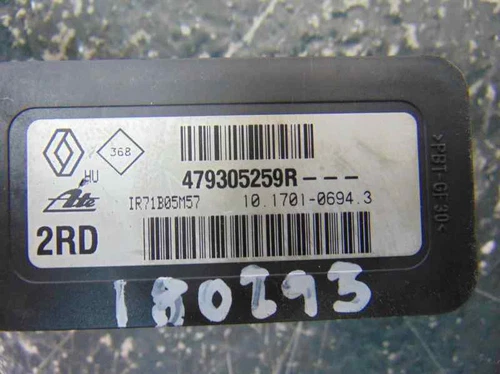 368
479305259R---
HU
Ate
IR71B05M57 10.1701-0694.3
2RD
180293
>PBT-GF30<